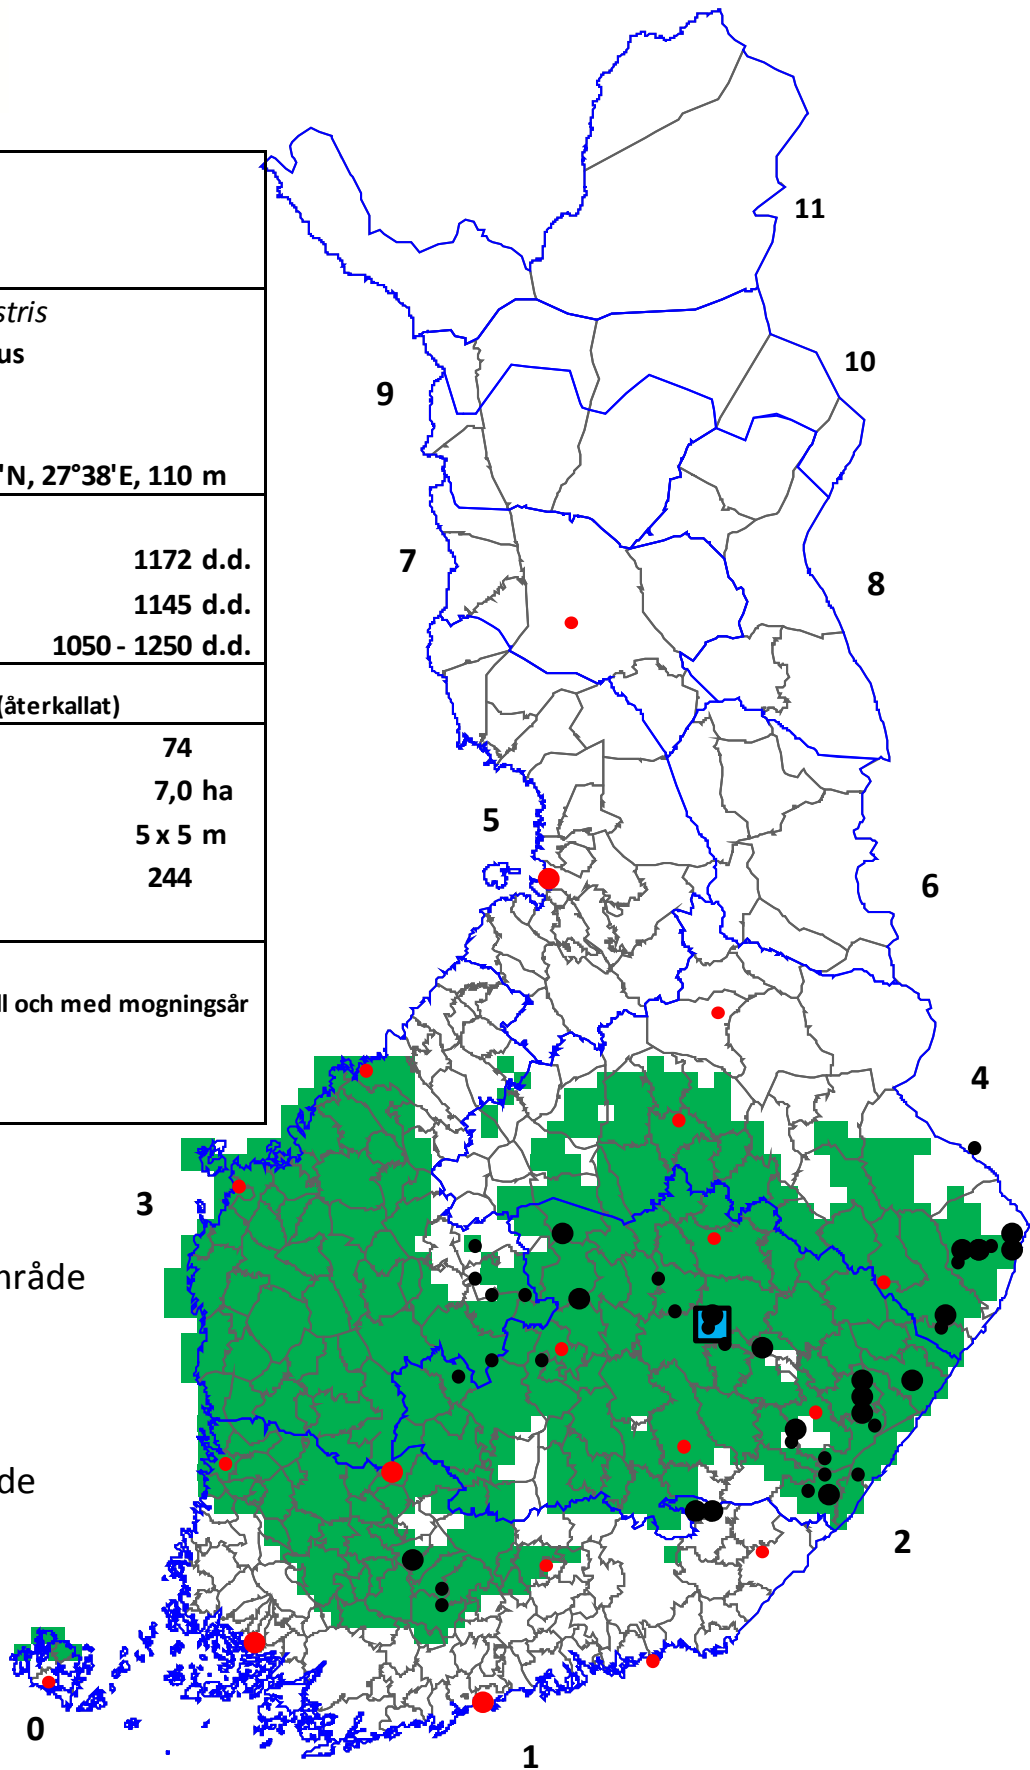 stris
us
'N, 27°38'E, 110 m
1172 d.d.
1145 d.d.
1050 - 1250 d.d.
(återkallat)
74
7,0 ha
5 x 5 m
244
ll och med mogningsår
mråde
de
11
10
9
8
7
6
5
4
3
2
1
0